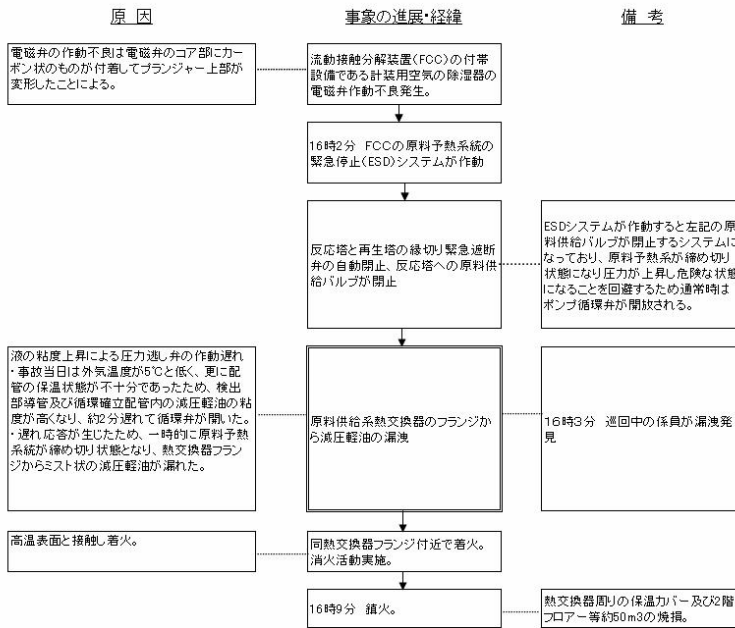 原 因
事象の進展・経緯
備 考
電磁弁の作動不良は電磁弁のコア部にカー
ボン状のものが付着してプランジャー上部が
変形したことによる。
流動接触分解装置(FCC)の付帯
設備である計装用空気の除湿器の
電磁弁作動不良発生。
16時2分 FCCの原料予熱系統の
緊急停止(ESD)システムが作動
反応塔と再生塔の縁切り緊急遮断
弁の自動閉止、反応塔への原料供
給バルブが閉止
ESDシステムが作動すると左記の原
料供給バルブが閉止するシステムに
なっており、原料予熱系が締め切り
状態になり圧力が上昇し危険な状態
になることを回避するため通常時は
ポンプ循環弁が開放される。
液の粘度上昇による圧力逃し弁の作動遅れ
・事故当日は外気温度が5℃と低く、更に配
管の保温状態が不十分であったため、検出
部導管及び循環確立配管内の減圧軽油の粘
度が高くなり、約2分遅れて循環弁が開いた。
・遅れ応答が生じたため、一時的に原料予熱
系統が締め切り状態となり、熱交換器フラン
ジからミスト状の減圧軽油が漏れた。
原料供給系熱交換器のフランジか
ら減圧軽油の漏洩
16時3分 巡回中の係員が漏洩発
見
高温表面と接触し着火。
同熱交換器フランジ付近で着火。
消火活動実施。
16時9分 鎮火。
熱交換器周りの保温カバー及び2階
フロアー等約50m3の焼損。